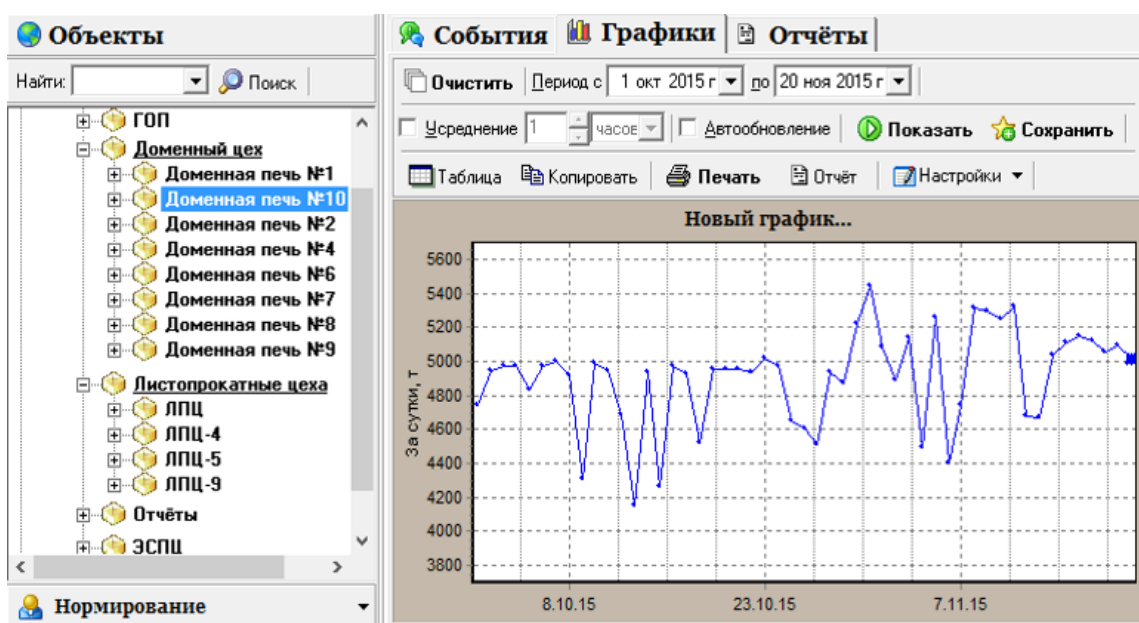 Объекты
Найти: Поиск
ГОП
Доменный цех
Доменная печь №1
Доменная печь №10
Доменная печь №2
Доменная печь №4
Доменная печь №6
Доменная печь №7
Доменная печь №8
Доменная печь №9
Листопрокатные цеха
ЛПЦ
ЛПЦ-4
ЛПЦ-5
ЛПЦ-9
Отчёты
ЭСПЦ
Нормирование
События Графики Отчёты
Очистить Период с 1 окт 2015 г по 20 ноя 2015 г
Усреднение 1 часов Автообновление Показать Сохранить
Таблица Копировать Печать Отчёт Настройки
Новый график...
За сутки, т
5600
5400
5200
5000
4800
4600
4400
4200
4000
3800
8.10.15 23.10.15 7.11.15